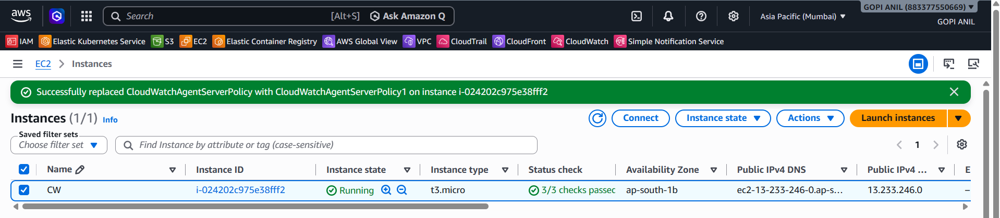 aws
Search [Alt+S] Ask Amazon Q
Asia Pacific (Mumbai) ▼
GOPI ANIL (883377550669) ▼
GOPI ANIL
IAM Elastic Kubernetes Service S3 EC2 Elastic Container Registry AWS Global View VPC CloudTrail CloudFront CloudWatch Simple Notification Service
EC2 > Instances
Successfully replaced CloudWatchAgentServerPolicy with CloudWatchAgentServerPolicy1 on instance i-024202c975e38fff2
Instances (1/1) Info
Connect Instance state ▼ Actions ▼ Launch instances ▼
Saved filter sets
Choose filter set ▼ Find Instance by attribute or tag (case-sensitive)
< 1 >
Name Instance ID Instance state Instance type Status check Availability Zone Public IPv4 DNS Public IPv4 ... E
CW i-024202c975e38fff2 Running t3.micro 3/3 checks passed ap-south-1b ec2-13-233-246-0.ap-s... 13.233.246.0 –